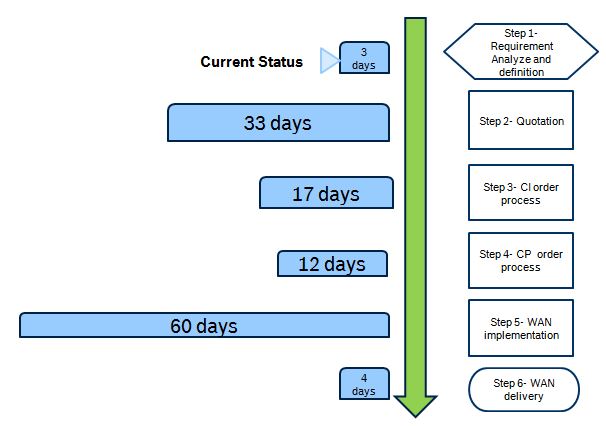 Current Status
3
days
Step 1-
Requirement
Analyze and
definition
33 days
Step 2- Quotation
17 days
Step 3- CI order
process
12 days
Step 4- CP order
process
60 days
Step 5- WAN
implementation
4
days
Step 6- WAN
delivery